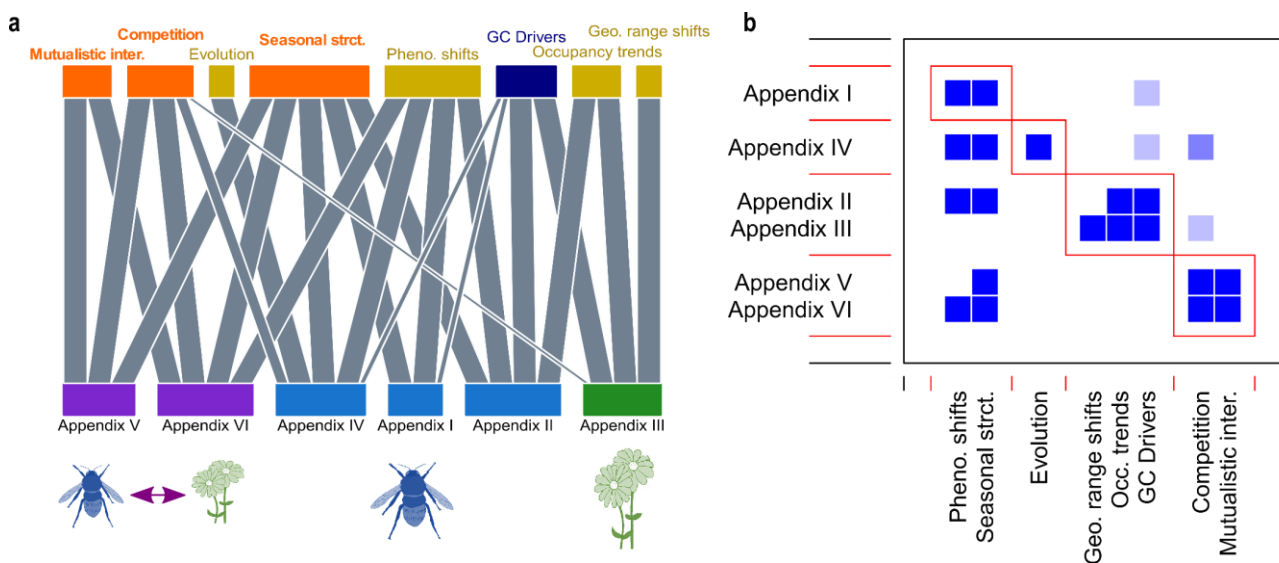 a
Mutualistic inter.
Competition
Evolution
Seasonal strct.
Pheno. shifts
GC Drivers
Geo. range shifts
Occupancy trends
Appendix V
Appendix VI
Appendix IV
Appendix I
Appendix II
Appendix III
b
Appendix I
Appendix IV
Appendix II
Appendix III
Appendix V
Appendix VI
Pheno. shifts
Seasonal strct.
Evolution
Geo. range shifts
Occ. trends
GC Drivers
Competition
Mutualistic inter.